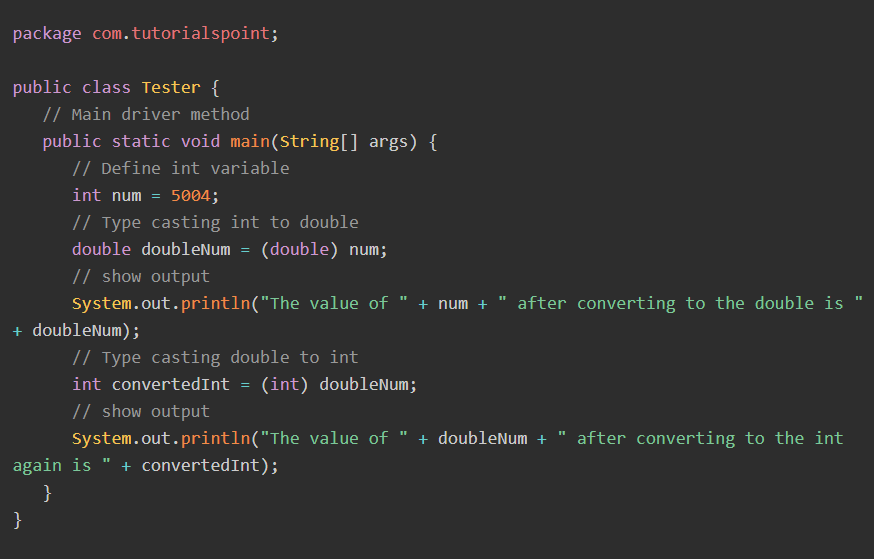 package com.tutorialspoint;

public class Tester {
   // Main driver method
   public static void main(String[] args) {
      // Define int variable
      int num = 5004;
      // Type casting int to double
      double doubleNum = (double) num;
      // show output
      System.out.println("The value of " + num + " after converting to the double is "
+ doubleNum);
      // Type casting double to int
      int convertedInt = (int) doubleNum;
      // show output
      System.out.println("The value of " + doubleNum + " after converting to the int
again is " + convertedInt);
   }
}